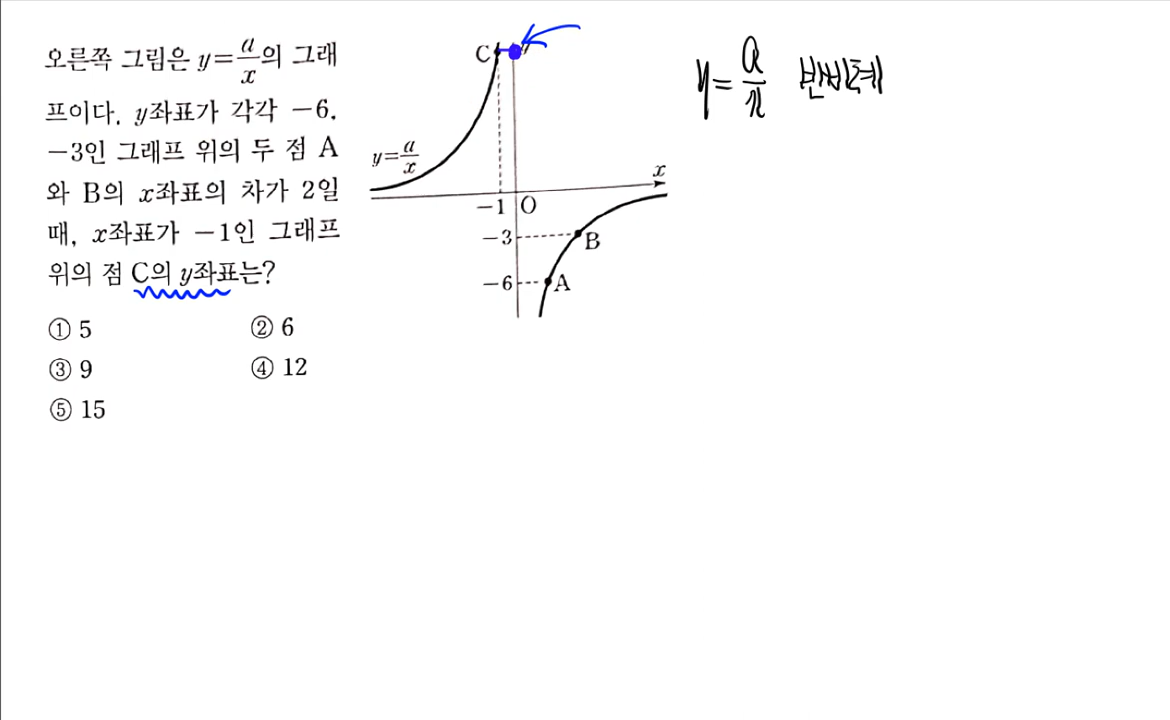 오른쪽 그림은 y=a/x의 그래
프이다. y좌표가 각각 −6.
−3인 그래프 위의 두 점 A
와 B의 x좌표의 차가 2일
때, x좌표가 −1인 그래프
위의 점 C의 y좌표는?
① 5 ② 6
③ 9 ④ 12
⑤ 15
C
y=a/x
x
−1 O
−3 B
−6 A
y=a/x 반비례